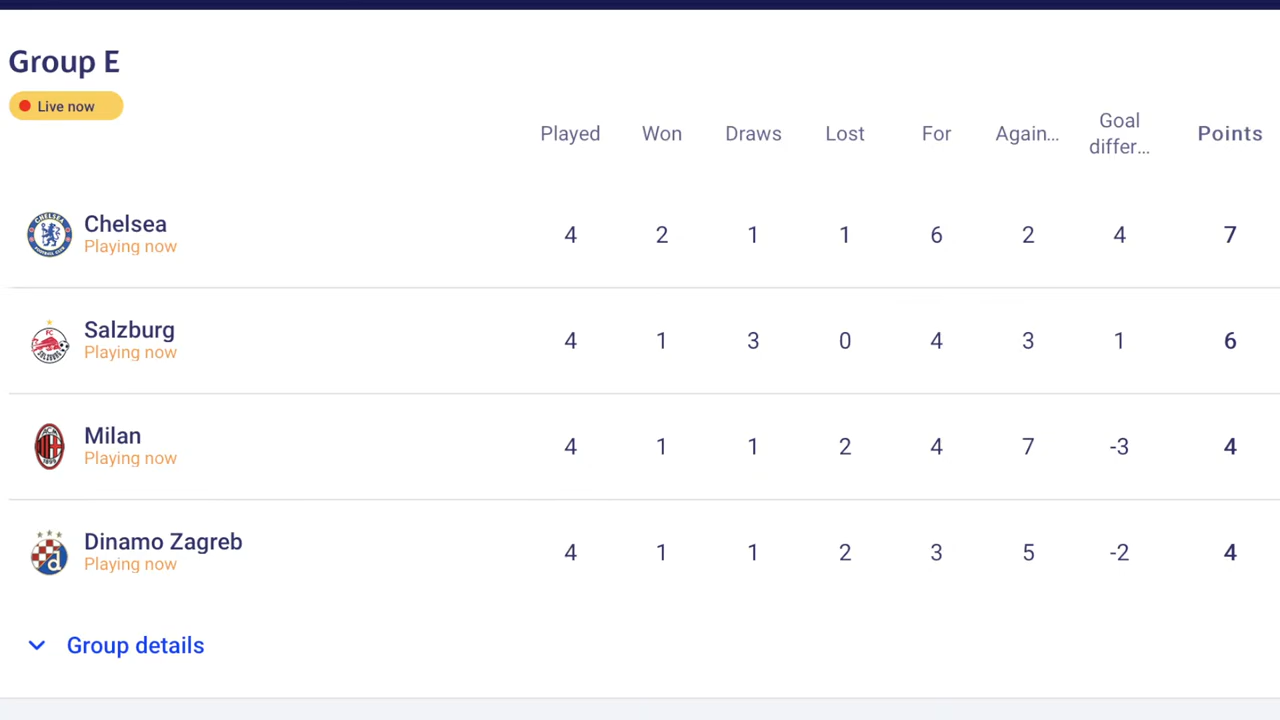 Group E
Live now
Played Won Draws Lost For Again... Goal differ... Points
Chelsea
Playing now
4 2 1 1 6 2 4 7
Salzburg
Playing now
4 1 3 0 4 3 1 6
Milan
Playing now
4 1 1 2 4 7 -3 4
Dinamo Zagreb
Playing now
4 1 1 2 3 5 -2 4
Group details